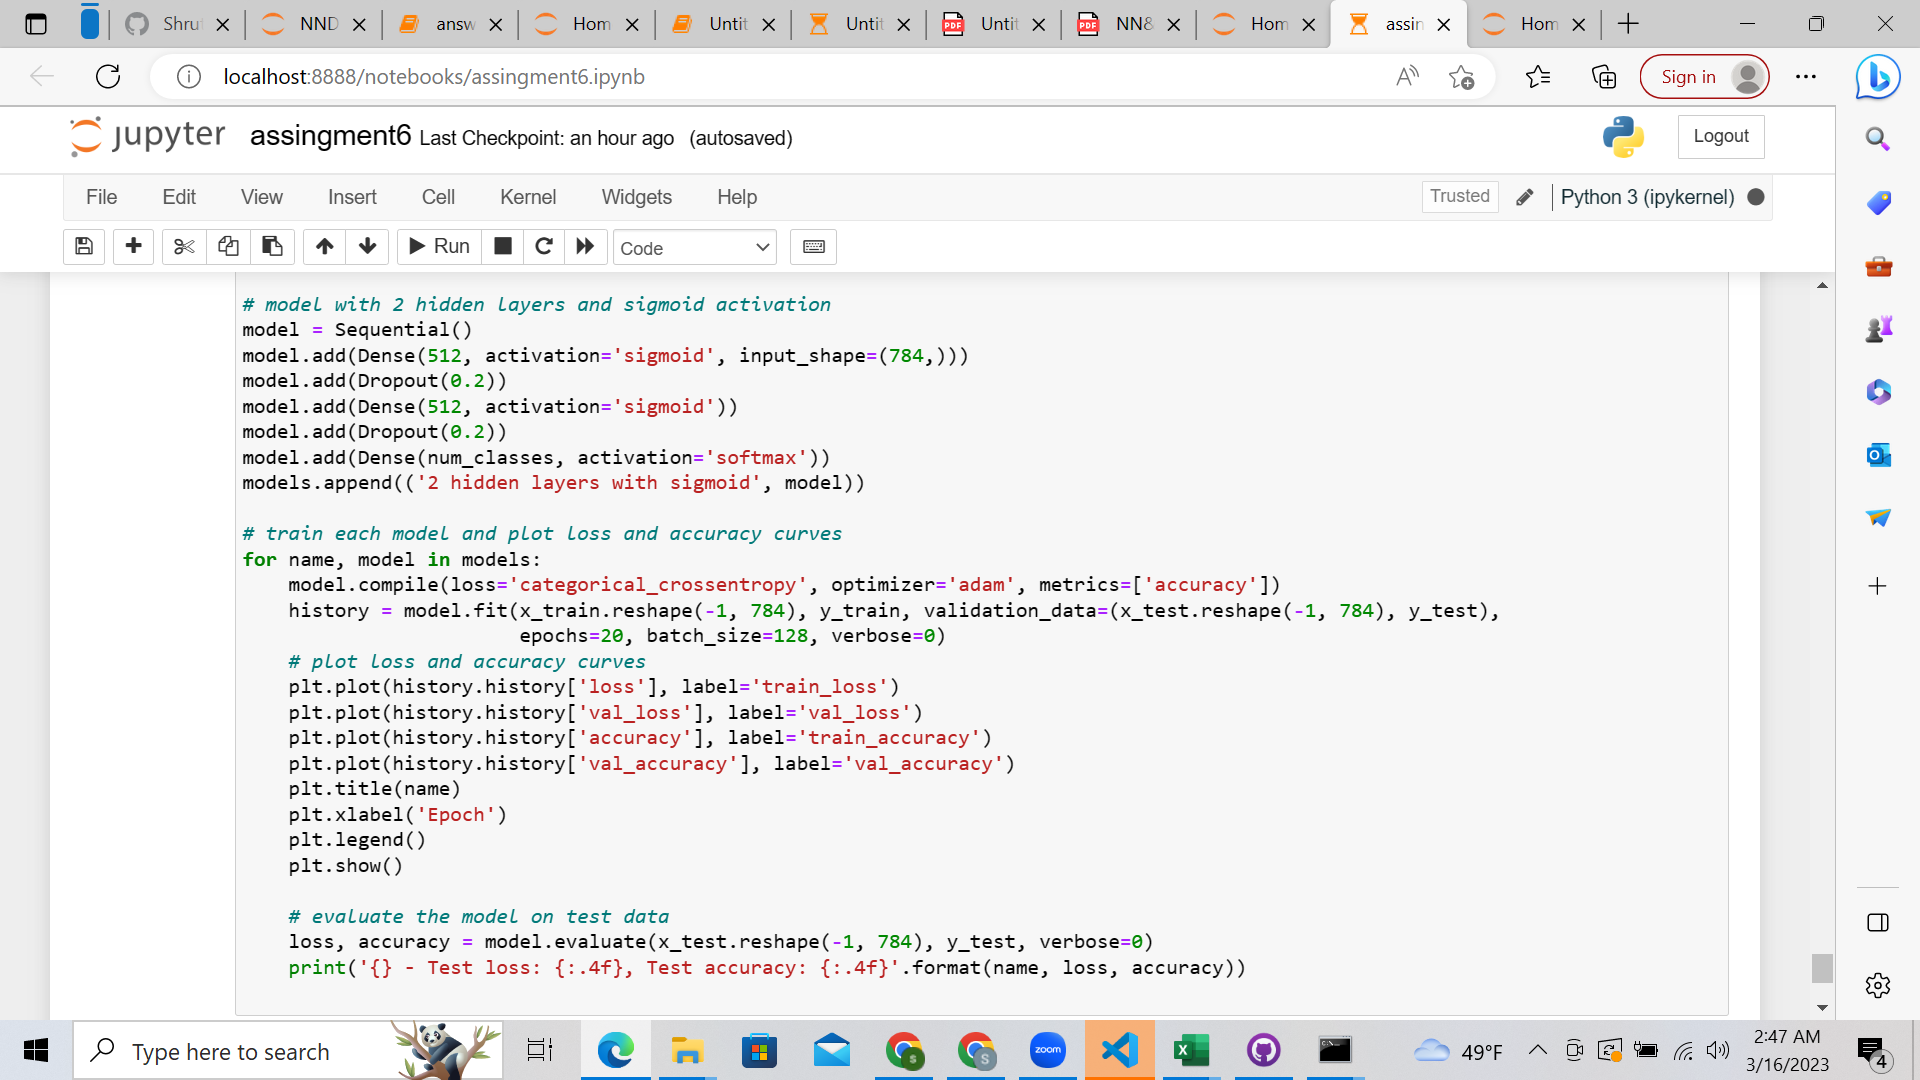 Shrut
NND
answ
Hom
Untit
Untit
Untit
NN&
Hom
assin
Hom
localhost:8888/notebooks/assingment6.ipynb
Sign in
jupyter assingment6 Last Checkpoint: an hour ago (autosaved)
Logout
File Edit View Insert Cell Kernel Widgets Help
Trusted
Python 3 (ipykernel)
Run
Code
# model with 2 hidden layers and sigmoid activation
model = Sequential()
model.add(Dense(512, activation='sigmoid', input_shape=(784,)))
model.add(Dropout(0.2))
model.add(Dense(512, activation='sigmoid'))
model.add(Dropout(0.2))
model.add(Dense(num_classes, activation='softmax'))
models.append(('2 hidden layers with sigmoid', model))
# train each model and plot loss and accuracy curves
for name, model in models:
model.compile(loss='categorical_crossentropy', optimizer='adam', metrics=['accuracy'])
history = model.fit(x_train.reshape(-1, 784), y_train, validation_data=(x_test.reshape(-1, 784), y_test),
epochs=20, batch_size=128, verbose=0)
# plot loss and accuracy curves
plt.plot(history.history['loss'], label='train_loss')
plt.plot(history.history['val_loss'], label='val_loss')
plt.plot(history.history['accuracy'], label='train_accuracy')
plt.plot(history.history['val_accuracy'], label='val_accuracy')
plt.title(name)
plt.xlabel('Epoch')
plt.legend()
plt.show()
# evaluate the model on test data
loss, accuracy = model.evaluate(x_test.reshape(-1, 784), y_test, verbose=0)
print('{} - Test loss: {:.4f}, Test accuracy: {:.4f}'.format(name, loss, accuracy))
Type here to search
zoom
49°F
2:47 AM
3/16/2023
4